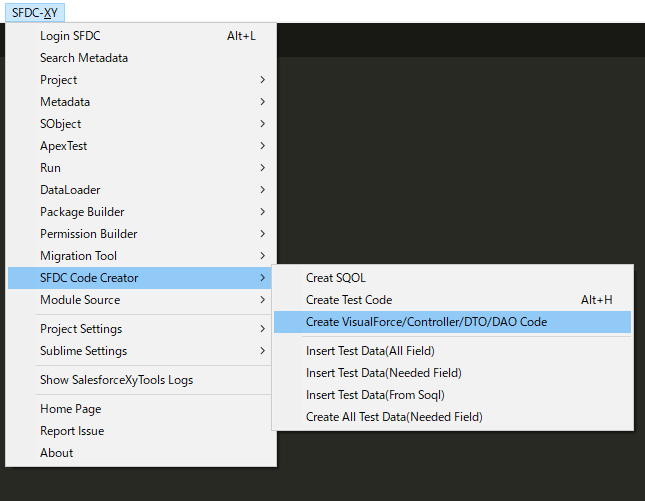 SFDC-XY
Login SFDC Alt+L
Search Metadata
Project
Metadata
SObject
ApexTest
Run
DataLoader
Package Builder
Permission Builder
Migration Tool
SFDC Code Creator
Module Source
Project Settings
Sublime Settings
Show SalesforceXyTools Logs
Home Page
Report Issue
About
Creat SQOL
Create Test Code Alt+H
Create VisualForce/Controller/DTO/DAO Code
Insert Test Data(All Field)
Insert Test Data(Needed Field)
Insert Test Data(From Soql)
Create All Test Data(Needed Field)